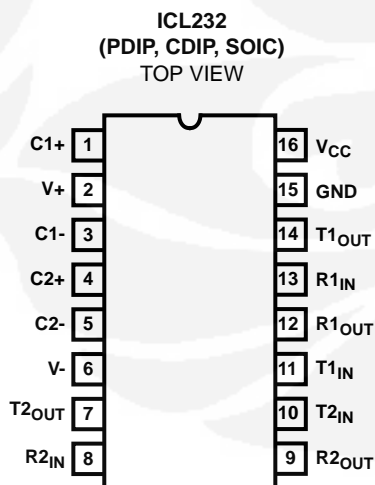 ICL232
(PDIP, CDIP, SOIC)
TOP VIEW
C1+ 1 16 VCC
V+ 2 15 GND
C1- 3 14 T1OUT
C2+ 4 13 R1IN
C2- 5 12 R1OUT
V- 6 11 T1IN
T2OUT 7 10 T2IN
R2IN 8 9 R2OUT